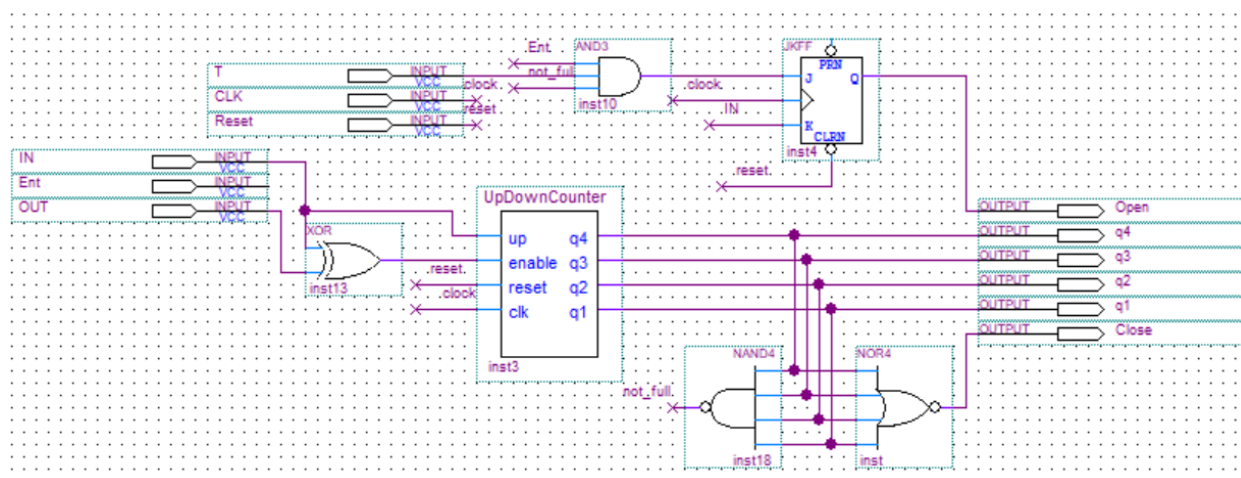 .Ent.
AND3
JKFF
T
INPUT
VCC
not_full
PRN
J
Q
CLK
INPUT
VCC
.clock.
.clock.
inst10
Reset
INPUT
VCC
.reset
.IN
K
CLRN
inst4
IN
INPUT
VCC
Ent
INPUT
VCC
.reset.
OUT
INPUT
VCC
UpDownCounter
OUTPUT
Open
XOR
up
q4
OUTPUT
q4
enable
q3
OUTPUT
q3
.reset.
inst13
reset
q2
OUTPUT
q2
.clock
clk
q1
OUTPUT
q1
OUTPUT
Close
inst3
NAND4
NOR4
not_full.
inst18
inst